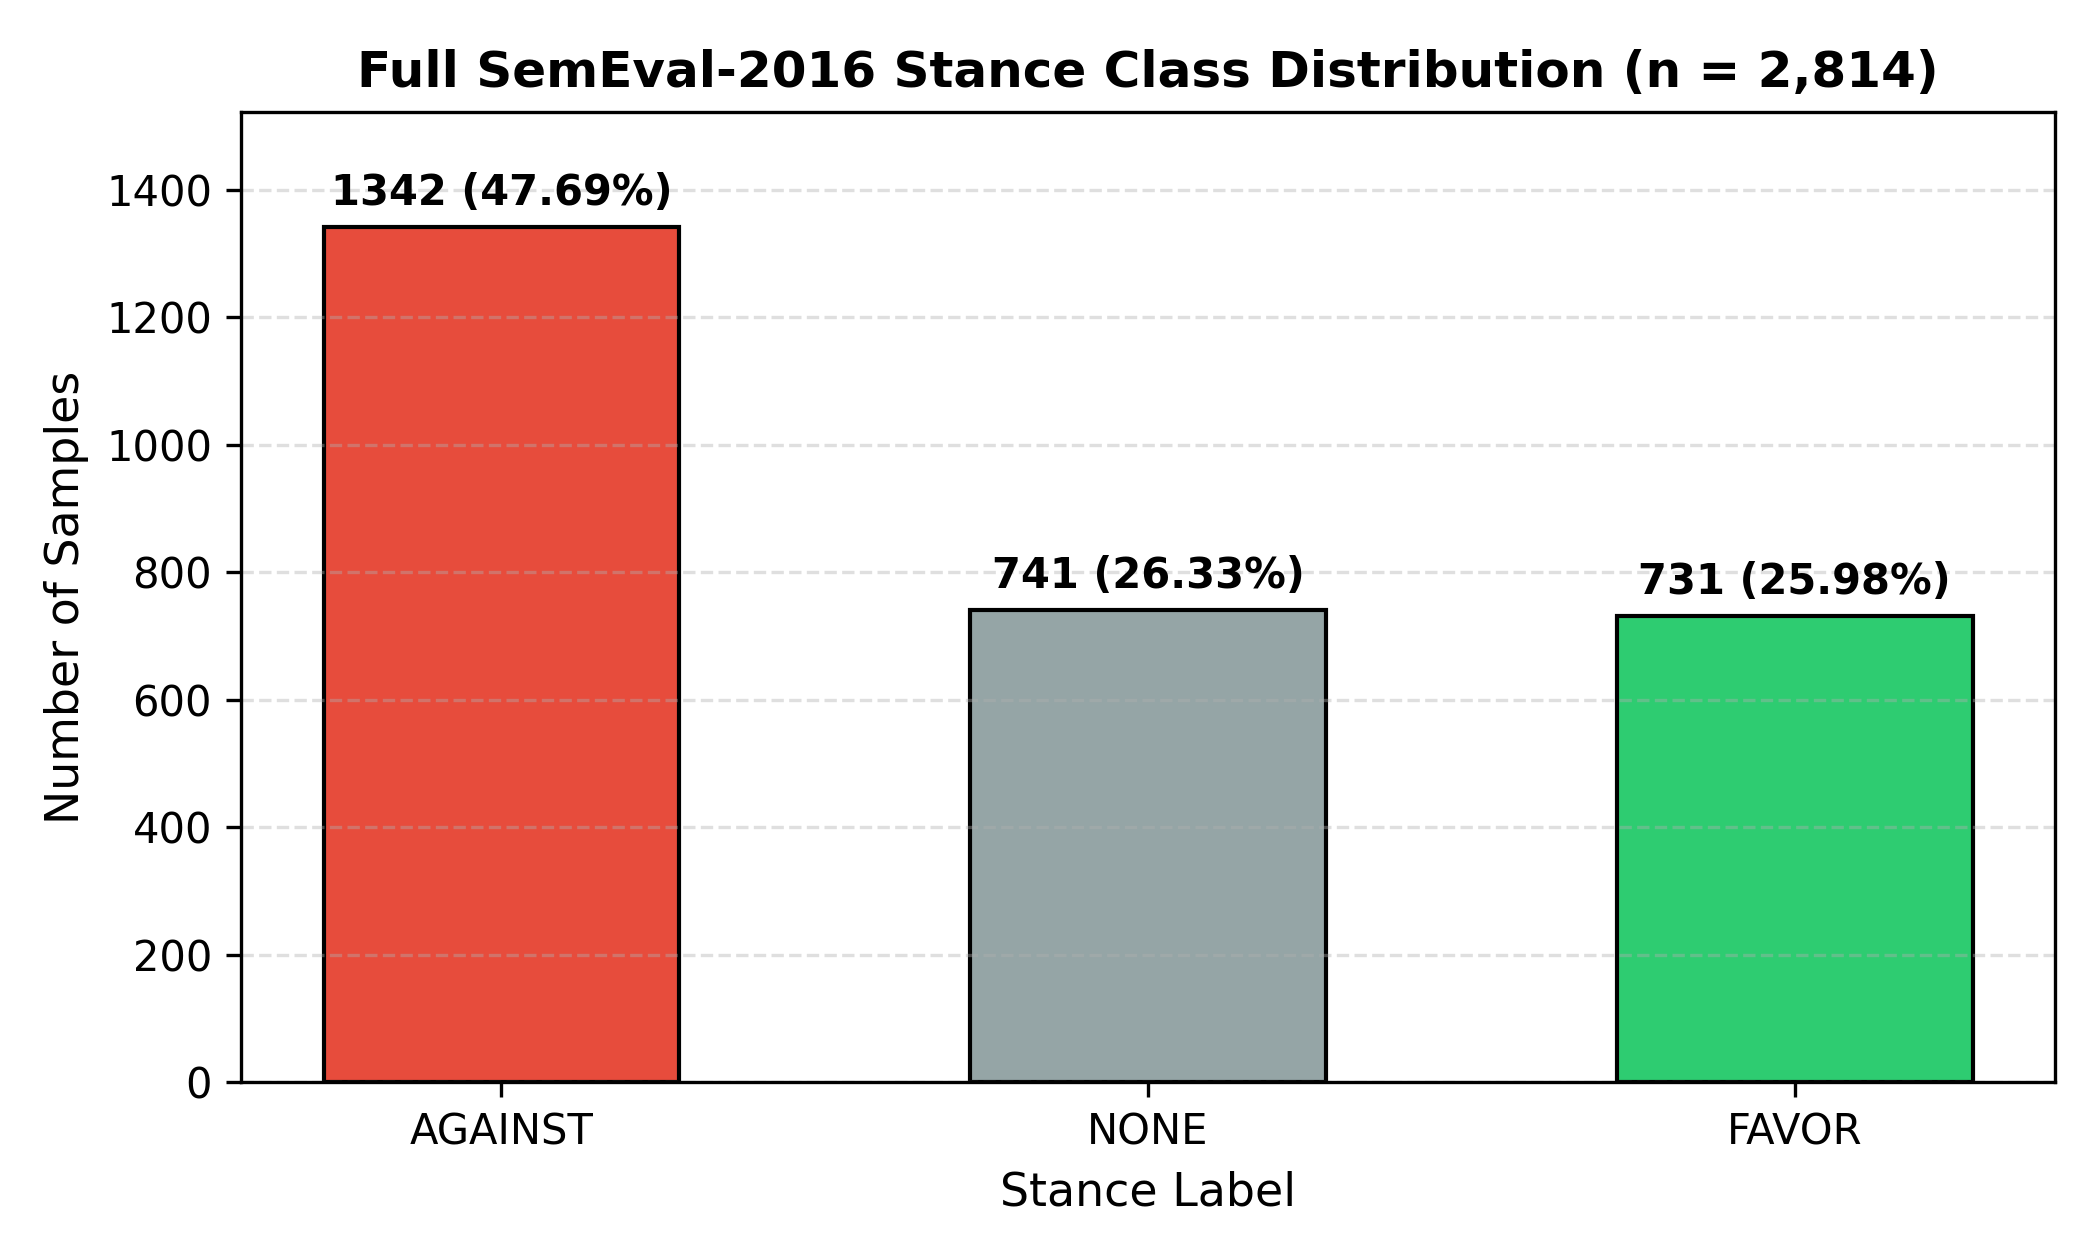 Full SemEval-2016 Stance Class Distribution (n = 2,814)
Number of Samples
1400
1200
1000
800
600
400
200
0
1342 (47.69%)
741 (26.33%)
731 (25.98%)
AGAINST
NONE
FAVOR
Stance Label